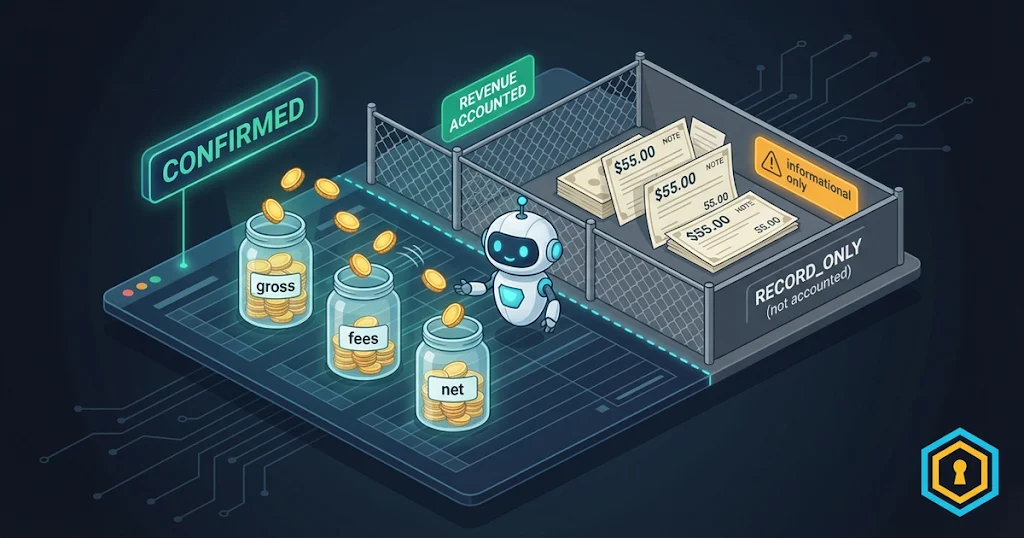 CONFIRMED
REVENUE
ACCOUNTED
gross
fees
net
$55.00
NOTE
$55.00
NOTE
55.00
$55.00
NOTE
55.00
informational
only
RECORD_ONLY
(not accounted)